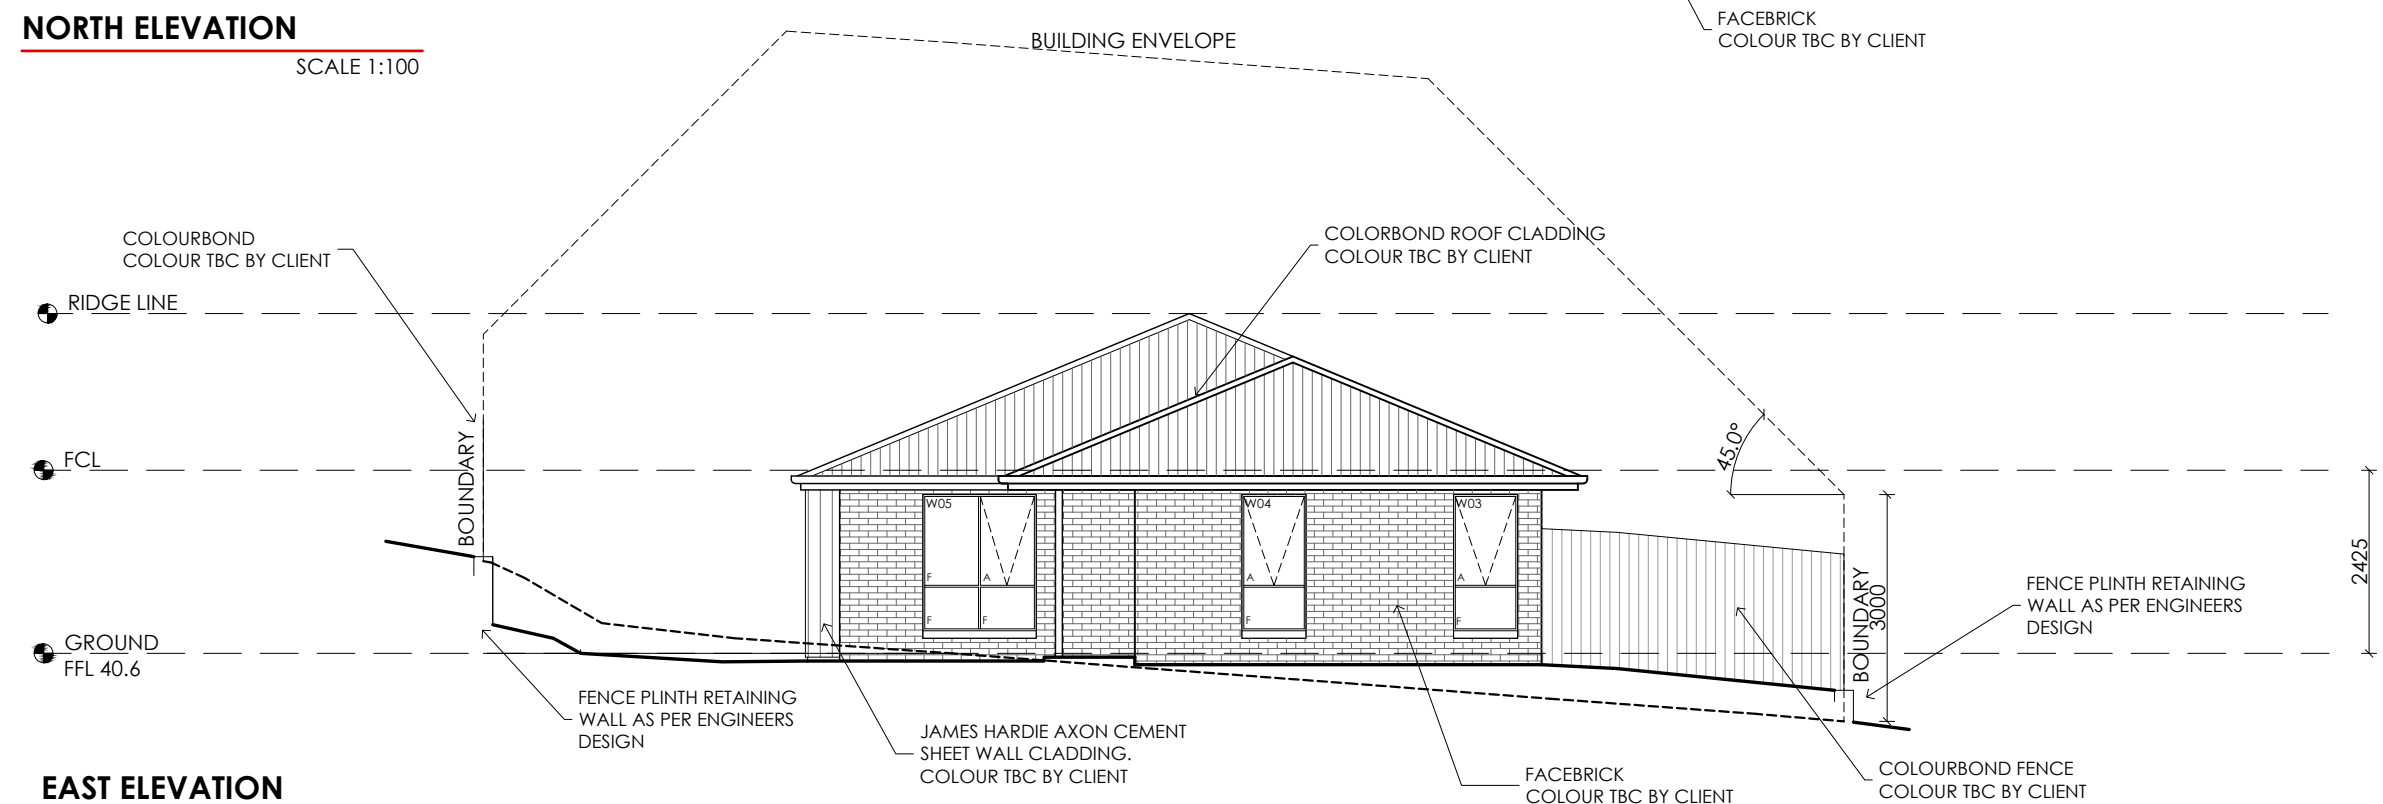 NORTH ELEVATION
SCALE 1:100
FACEBRICK
COLOUR TBC BY CLIENT
BUILDING ENVELOPE
COLOURBOND
COLOUR TBC BY CLIENT
COLORBOND ROOF CLADDING
COLOUR TBC BY CLIENT
RIDGE LINE
45.0°
FCL
BOUNDARY
W05
W04
W03
F
A
A
A
F
F
F
F
2425
BOUNDARY
3000
FENCE PLINTH RETAINING
WALL AS PER ENGINEERS
DESIGN
GROUND
FFL 40.6
FENCE PLINTH RETAINING
WALL AS PER ENGINEERS
DESIGN
JAMES HARDIE AXON CEMENT
SHEET WALL CLADDING.
COLOUR TBC BY CLIENT
FACEBRICK
COLOUR TBC BY CLIENT
COLOURBOND FENCE
COLOUR TBC BY CLIENT
EAST ELEVATION